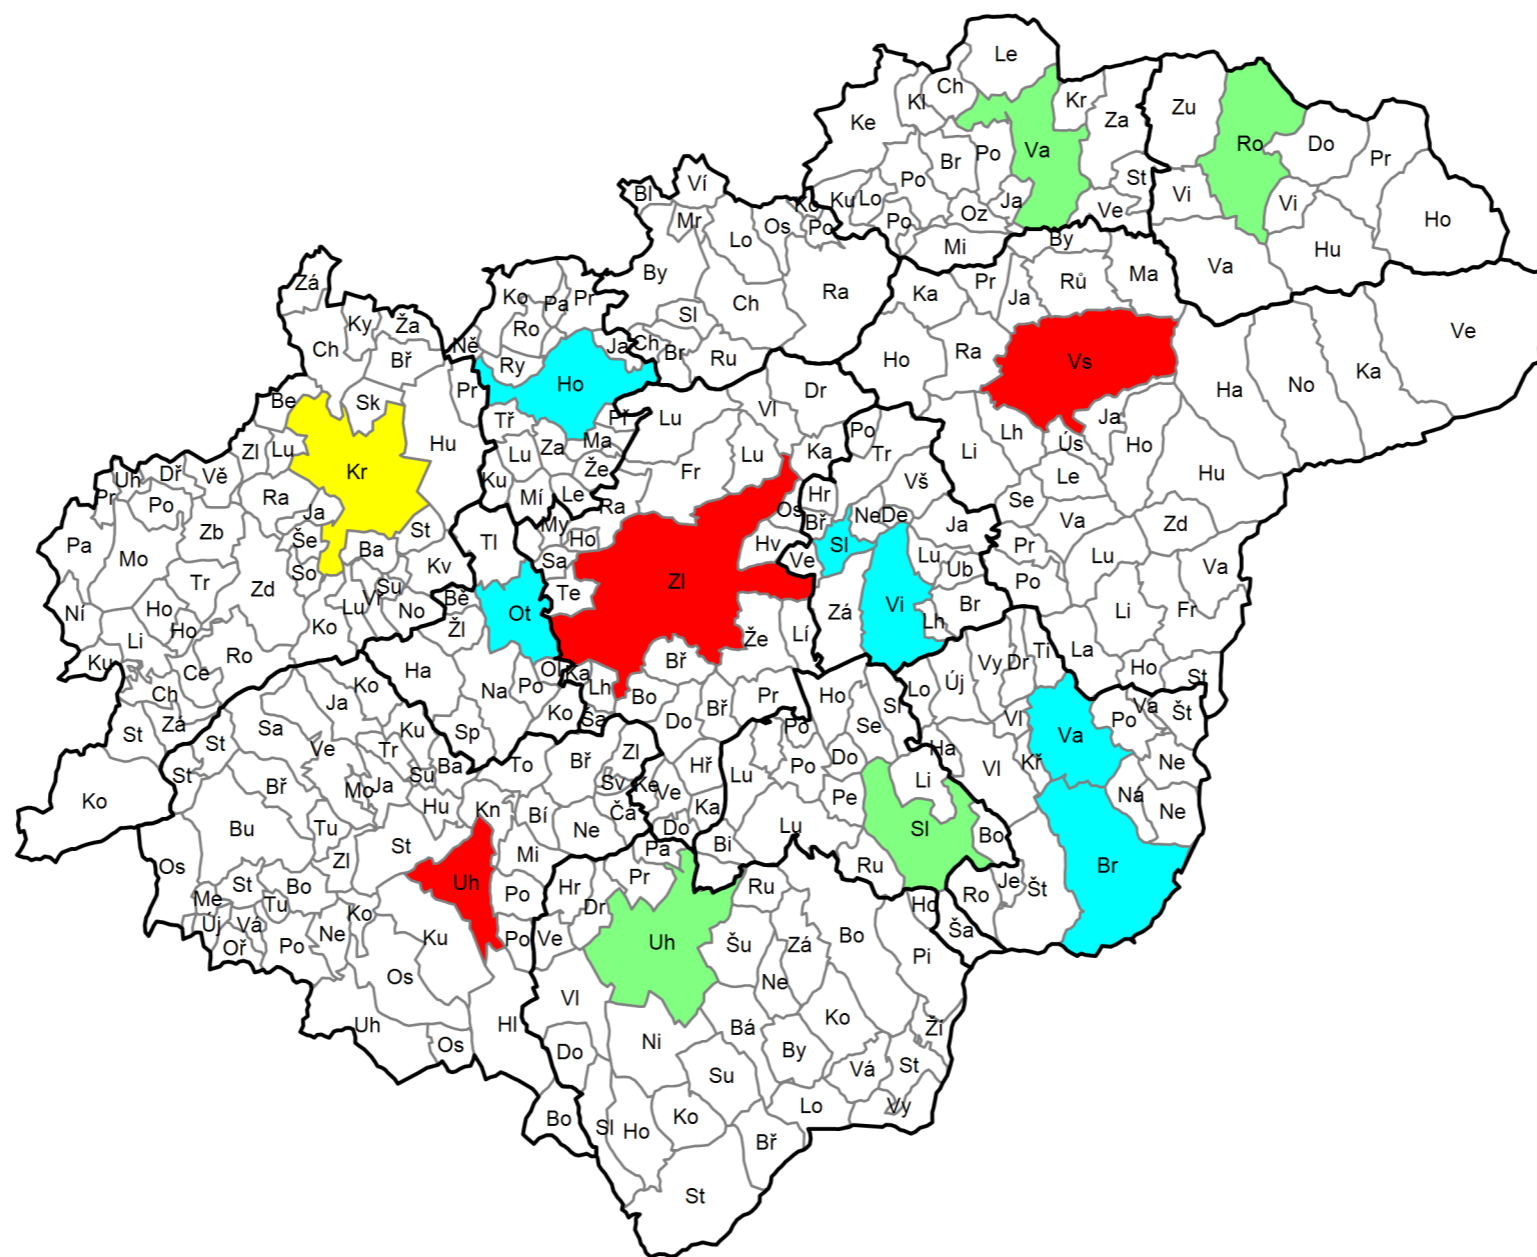 Le
Ch
Kl
Kr
Za
Zu
Ke
Va
Ro
Do
Pr
Br
Po
Po
St
Vi
Vi
Ho
Ku
Lo
Ja
Oz
Ve
Po
Mi
By
Hu
Va
Bl
Ví
Mr
Lo
Os
Ko
Po
By
Ch
Ra
Sl
Ch
Br
Ru
Ka
Pr
Ja
Rů
Ma
Ho
Ra
Vs
Ha
No
Ka
Ve
Zá
Ky
Ža
Ch
Bř
Ko
Pa
Pr
Ro
Ně
Ry
Ja
Ho
Pr
Be
Sk
Hu
Tř
Př
Lu
Za
Ma
Že
Ku
Mí
Le
Lu
Vl
Dr
Fr
Lu
Ka
Ra
Po
Tr
Vš
Li
Lh
Ús
Ja
Ho
Le
Hu
Se
Va
Zd
Zl
Lu
Kr
Uh
Dř
Vě
Pr
Po
Ra
Ja
Zb
Še
St
Pa
Mo
Ba
So
Kv
Tr
Zd
Su
Vř
No
Lu
Ní
Ho
Ho
Li
Ko
Ku
Ro
Ce
Ch
Zá
St
Ko
Tl
My
Ho
Sa
Te
Zl
Os
Hv
Hr
Bř
Ne
De
Sl
Ve
Ja
Lu
Ub
Vi
Br
Zá
Lh
Pr
Po
Lu
Va
Li
Fr
La
Ho
St
Bě
Žl
Ot
Ha
Na
Ol
Po
Ko
Sp
Ka
Lh
Sa
Bo
Bř
Že
Lí
Do
Bř
Pr
Ho
Sl
Se
Lo
Új
Vy
Dr
Ti
Vl
Va
Po
Va
Št
Ne
Ná
Ne
Kř
Ha
Vl
Ko
Ja
Sa
St
St
Ve
Tr
Ku
Su
Ba
Mo
Ja
Hu
Bř
Bu
Tu
Zl
St
Kn
To
Bř
Zl
Sv
Ča
Bí
Ne
Mi
Ke
Ve
Hř
Ka
Do
Bi
Lu
Po
Po
Do
Pe
Lu
Ru
Li
Sl
Bo
Br
Os
Me
St
Bo
Tu
Új
Vá
Oř
Po
Ne
Ko
Ku
Os
Uh
Uh
Os
Po
Po
Hl
Hr
Dr
Pr
Pa
Ve
Uh
Ru
Šu
Zá
Ne
Bo
Ho
Pi
Ro
Je
Št
Ša
Vl
Do
Bo
Ni
Bá
Ko
By
Su
Ží
Vá
St
Lo
Vy
Sl
Ho
Ko
Bř
St